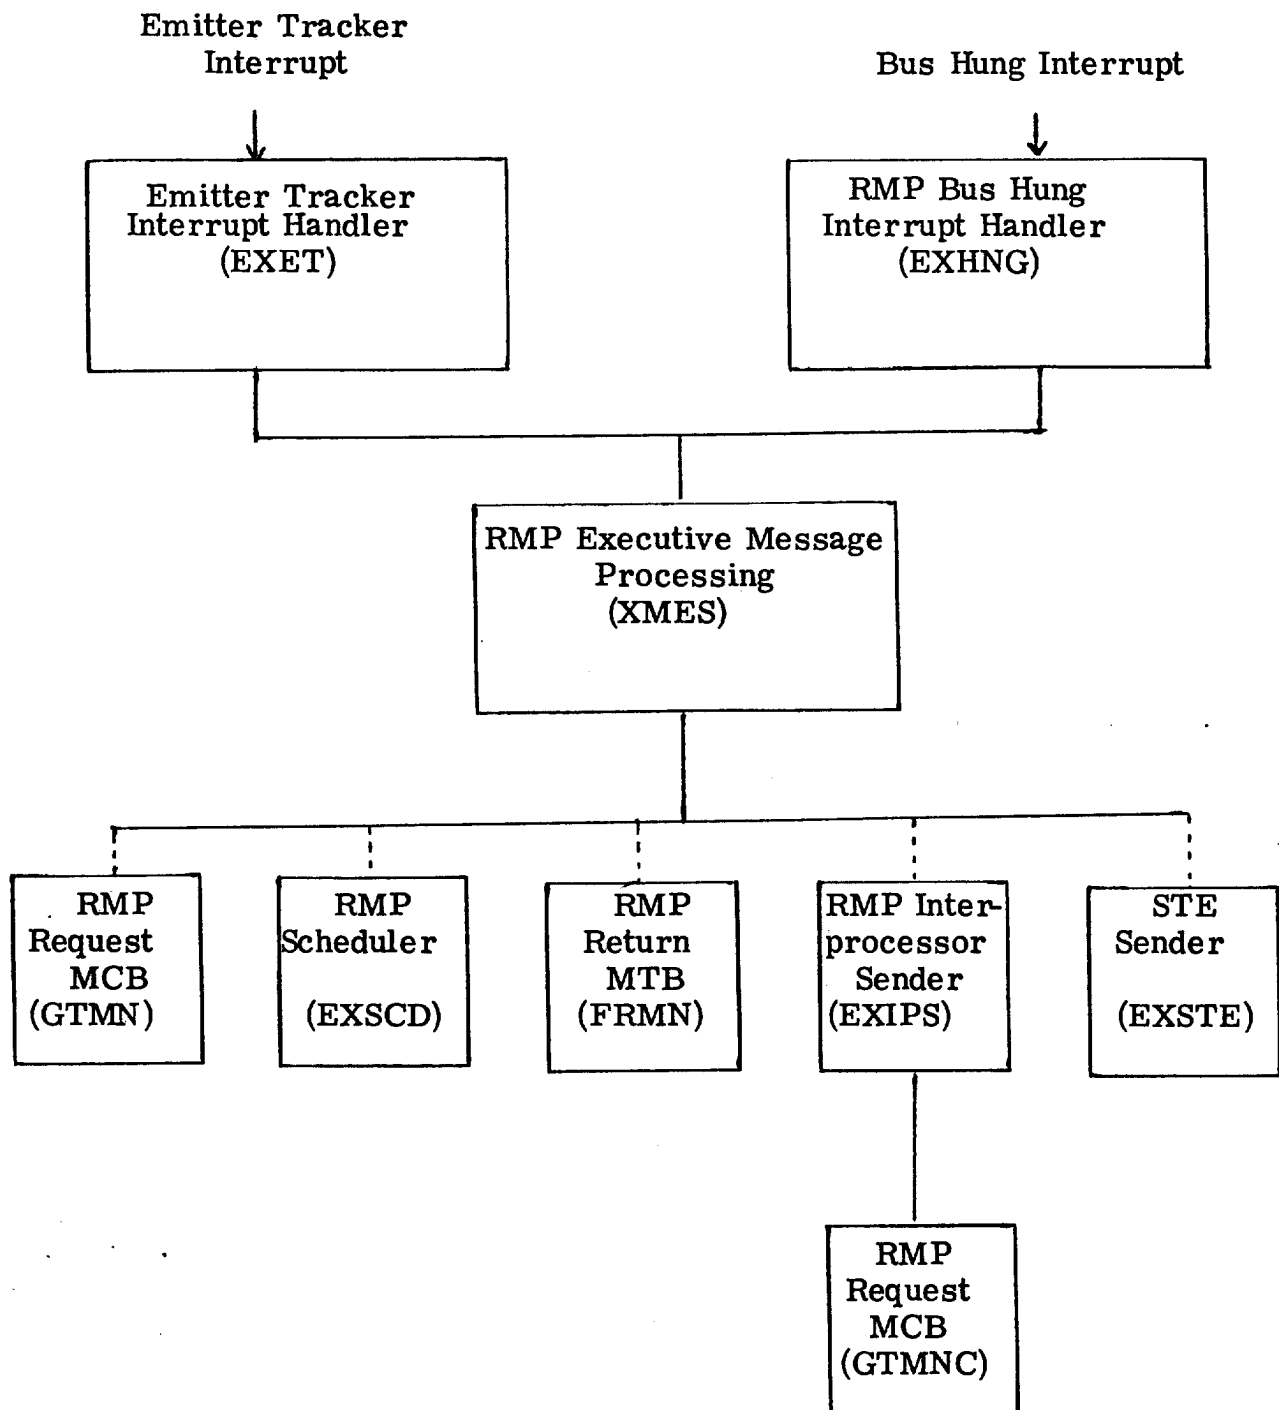 Emitter Tracker
Interrupt
Bus Hung Interrupt
Emitter Tracker
Interrupt Handler
(EXET)
RMP Bus Hung
Interrupt Handler
(EXHNG)
RMP Executive Message
Processing
(XMES)
RMP
Request
MCB
(GTMN)
RMP
Scheduler
(EXSCD)
RMP
Return
MTB
(FRMN)
RMP Inter-
processor
Sender
(EXIPS)
STE
Sender
(EXSTE)
RMP
Request
MCB
(GTMNC)